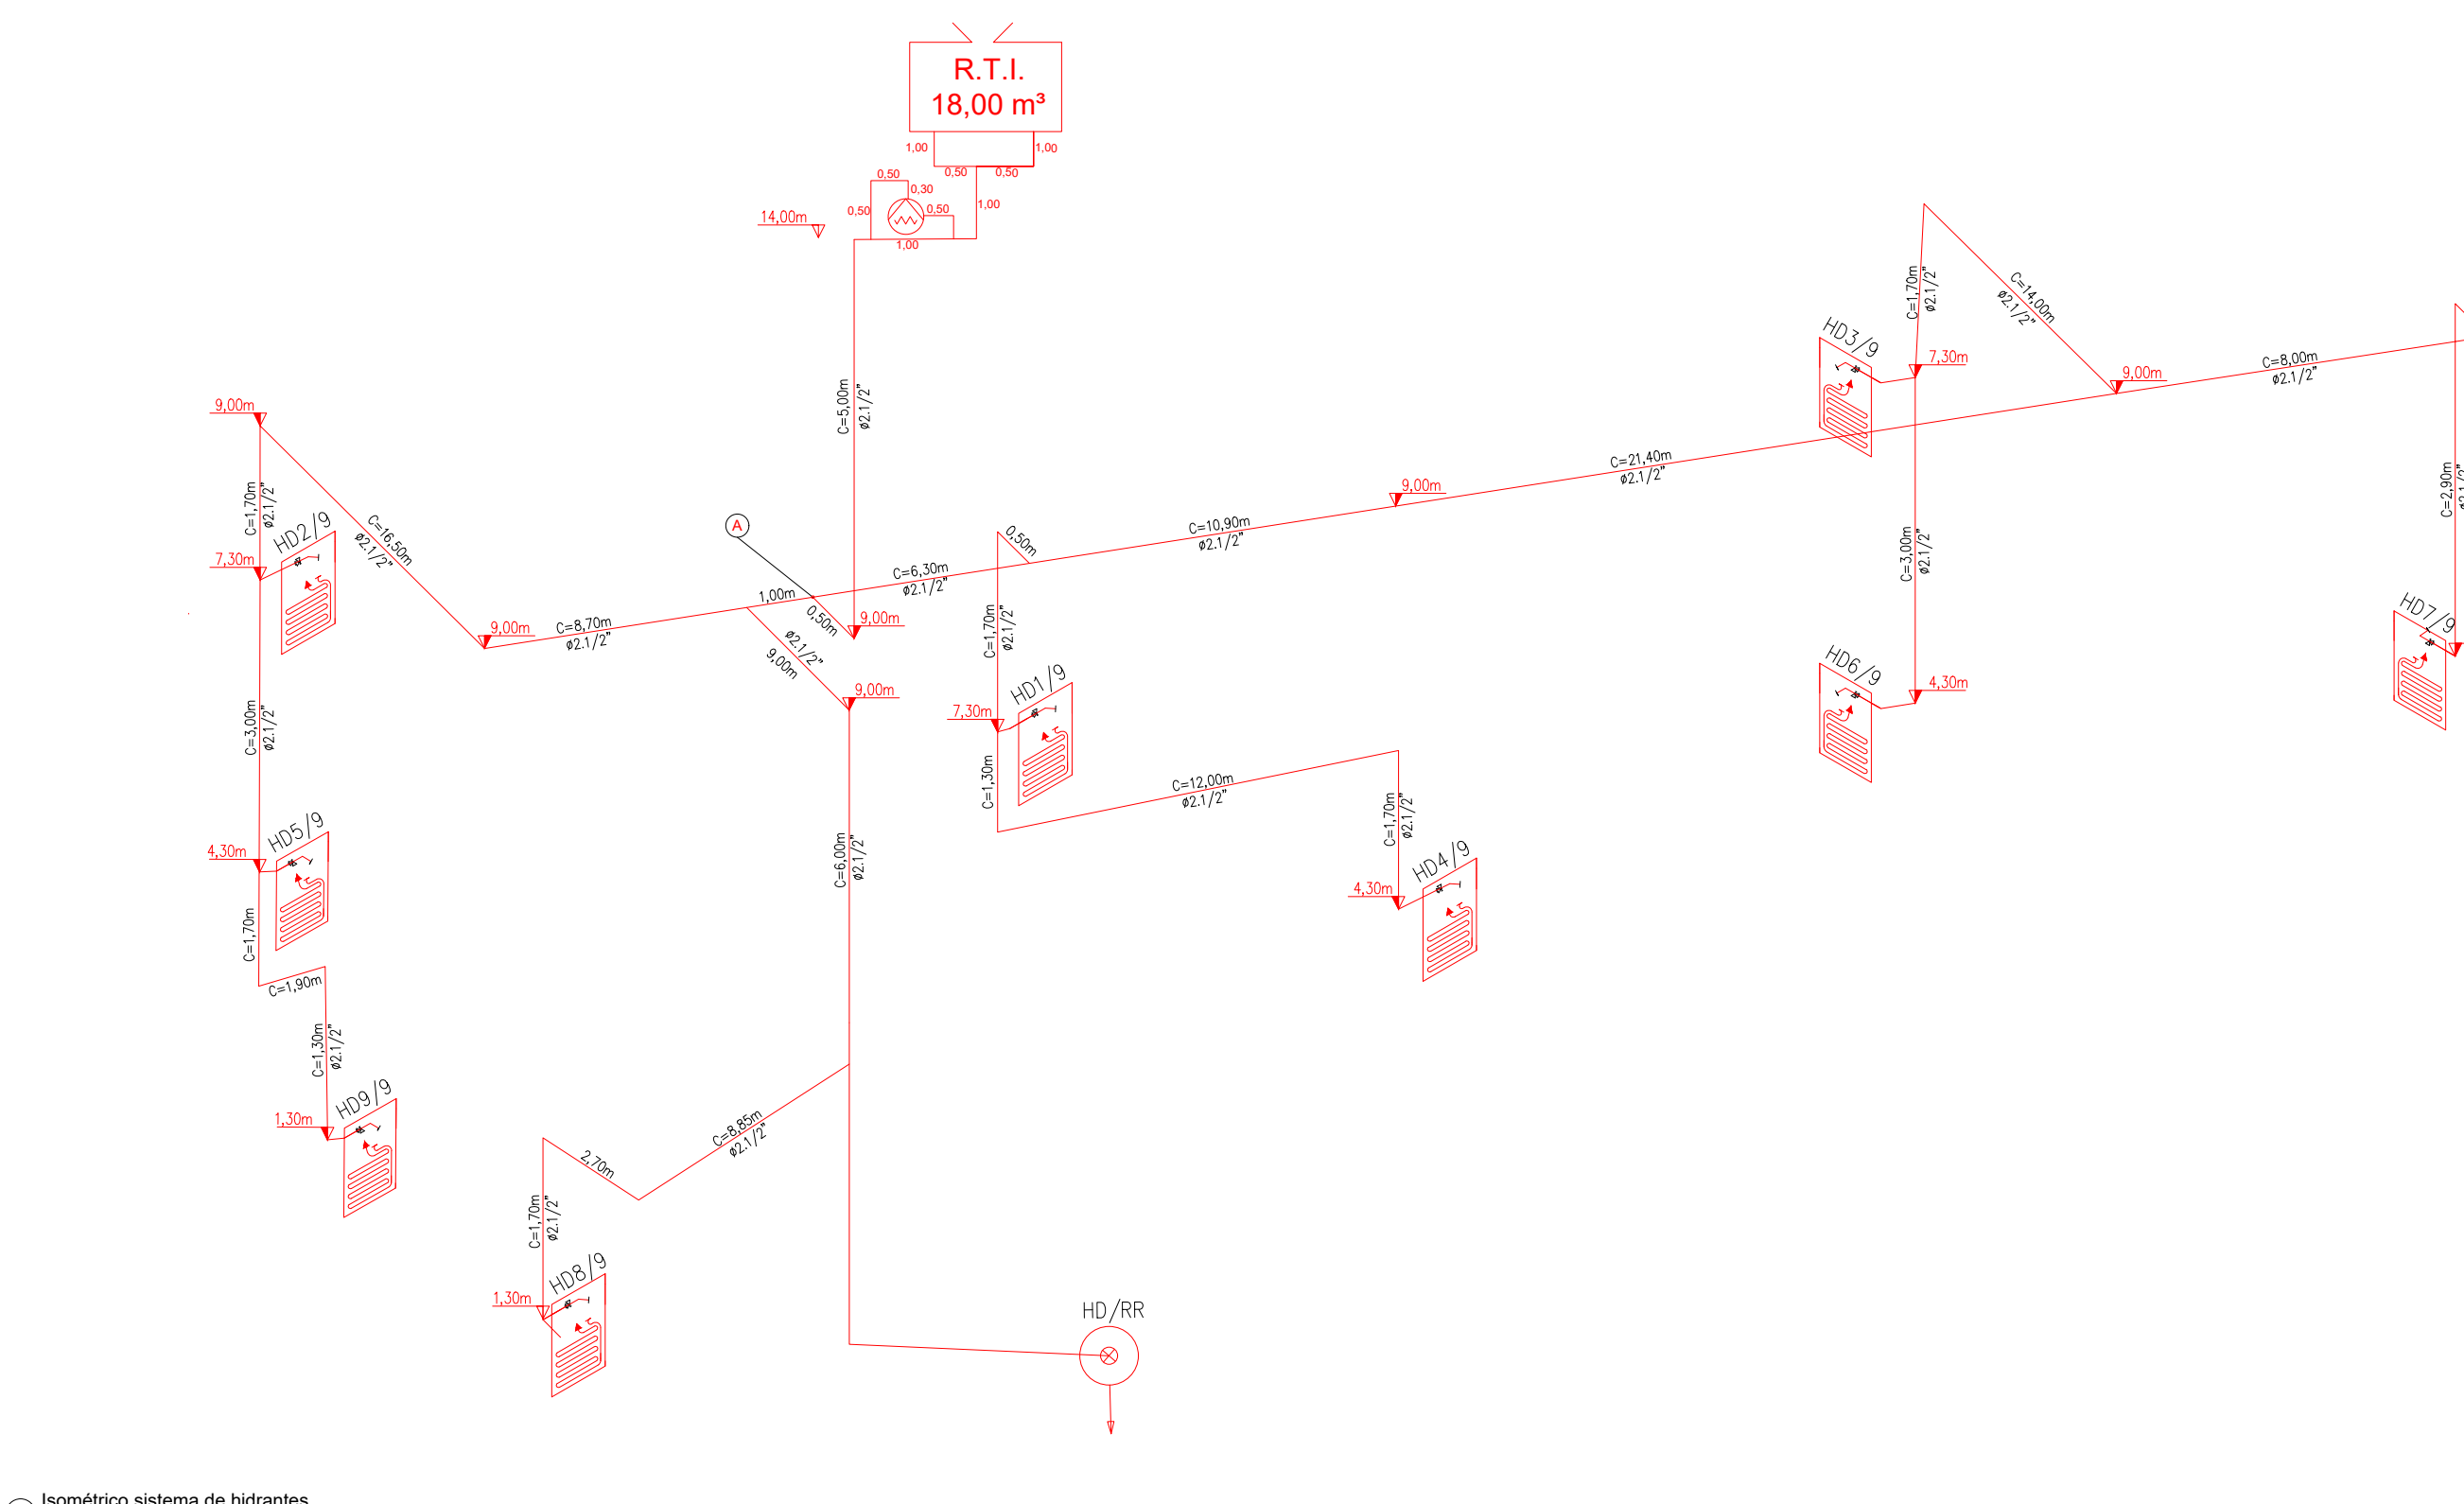 R.T.I.
18,00 m³
1,00
1,00
0,50
0,50
0,50
0,30
0,50
0,50
1,00
1,00
14,00m
C=5,00m
ø2.1/2"
9,00m
C=1,70m
ø2.1/2"
HD2/9
7,30m
C=16,50m
ø2.1/2"
9,00m
C=8,70m
ø2.1/2"
A
1,00m
0,50m
9,00m
C=6,30m
ø2.1/2"
0,50m
C=10,90m
ø2.1/2"
9,00m
C=21,40m
ø2.1/2"
HD3/9
C=1,70m
ø2.1/2"
7,30m
C=14,00m
ø2.1/2"
9,00m
C=8,00m
ø2.1/2"
C=2,90m
ø2.1/2"
HD7/9
C=3,00m
ø2.1/2"
HD6/9
4,30m
ø2.1/2"
9,00m
9,00m
C=1,70m
ø2.1/2"
7,30m
HD1/9
C=1,30m
C=12,00m
ø2.1/2"
C=1,70m
ø2.1/2"
4,30m
HD4/9
C=3,00m
ø2.1/2"
4,30m
HD5/9
C=1,70m
C=1,90m
C=1,30m
ø2.1/2"
1,30m
HD9/9
C=6,00m
ø2.1/2"
C=8,85m
ø2.1/2"
2,70m
C=1,70m
ø2.1/2"
1,30m
HD8/9
HD/RR
Isométrico sistema de hidrantes